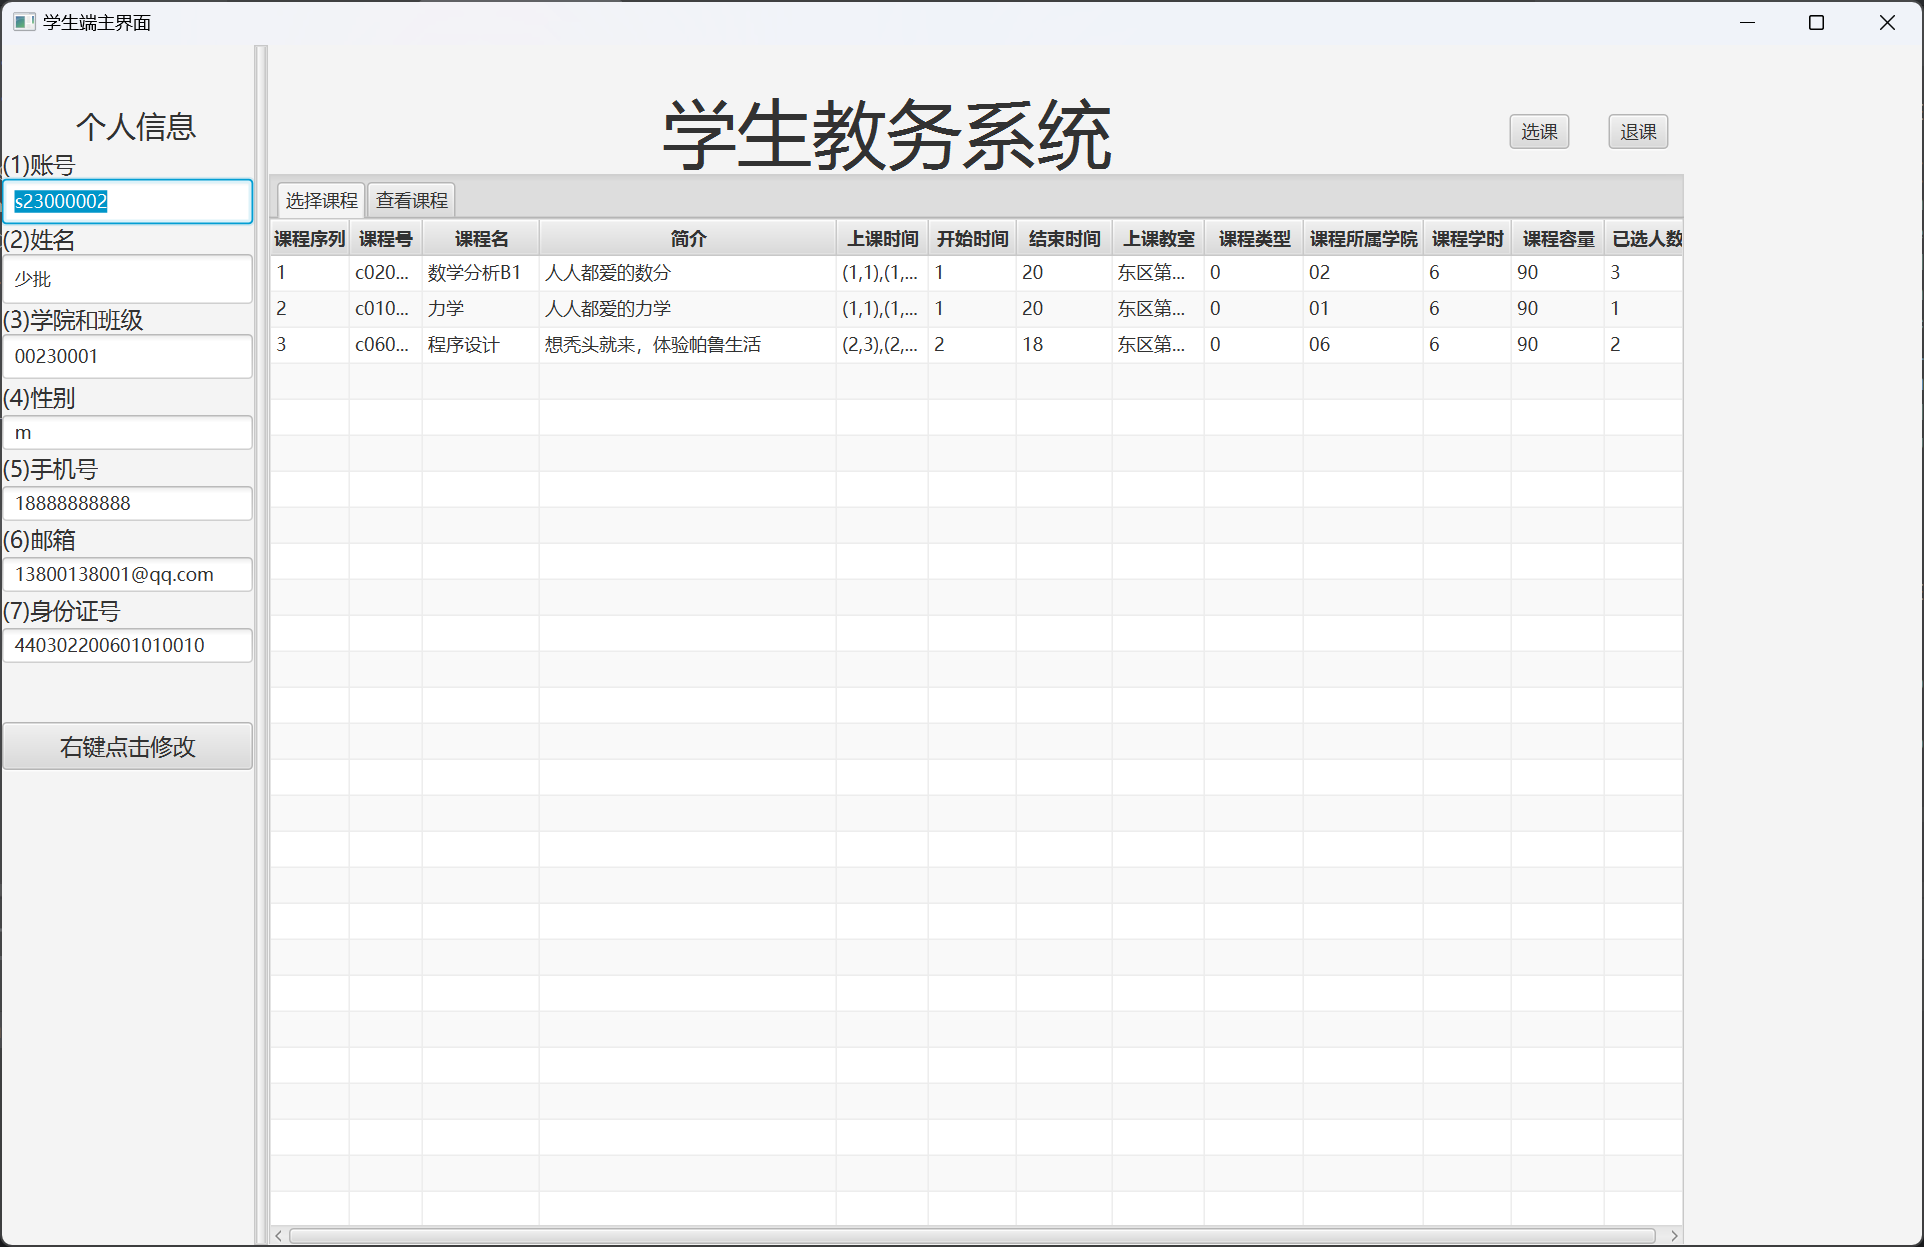 学生端主界面
个人信息
(1)账号
s23000002
(2)姓名
少批
(3)学院和班级
00230001
(4)性别
m
(5)手机号
18888888888
(6)邮箱
13800138001@qq.com
(7)身份证号
440302200601010010
右键点击修改
学生教务系统
选课 退课
选择课程 查看课程
课程序列 课程号 课程名 简介 上课时间 开始时间 结束时间 上课教室 课程类型 课程所属学院 课程学时 课程容量 已选人数
1 c020... 数学分析B1 人人都爱的数分 (1,1),(1,... 1 20 东区第... 0 02 6 90 3
2 c010... 力学 人人都爱的力学 (1,1),(1,... 1 20 东区第... 0 01 6 90 1
3 c060... 程序设计 想秃头就来，体验帕鲁生活 (2,3),(2,... 2 18 东区第... 0 06 6 90 2